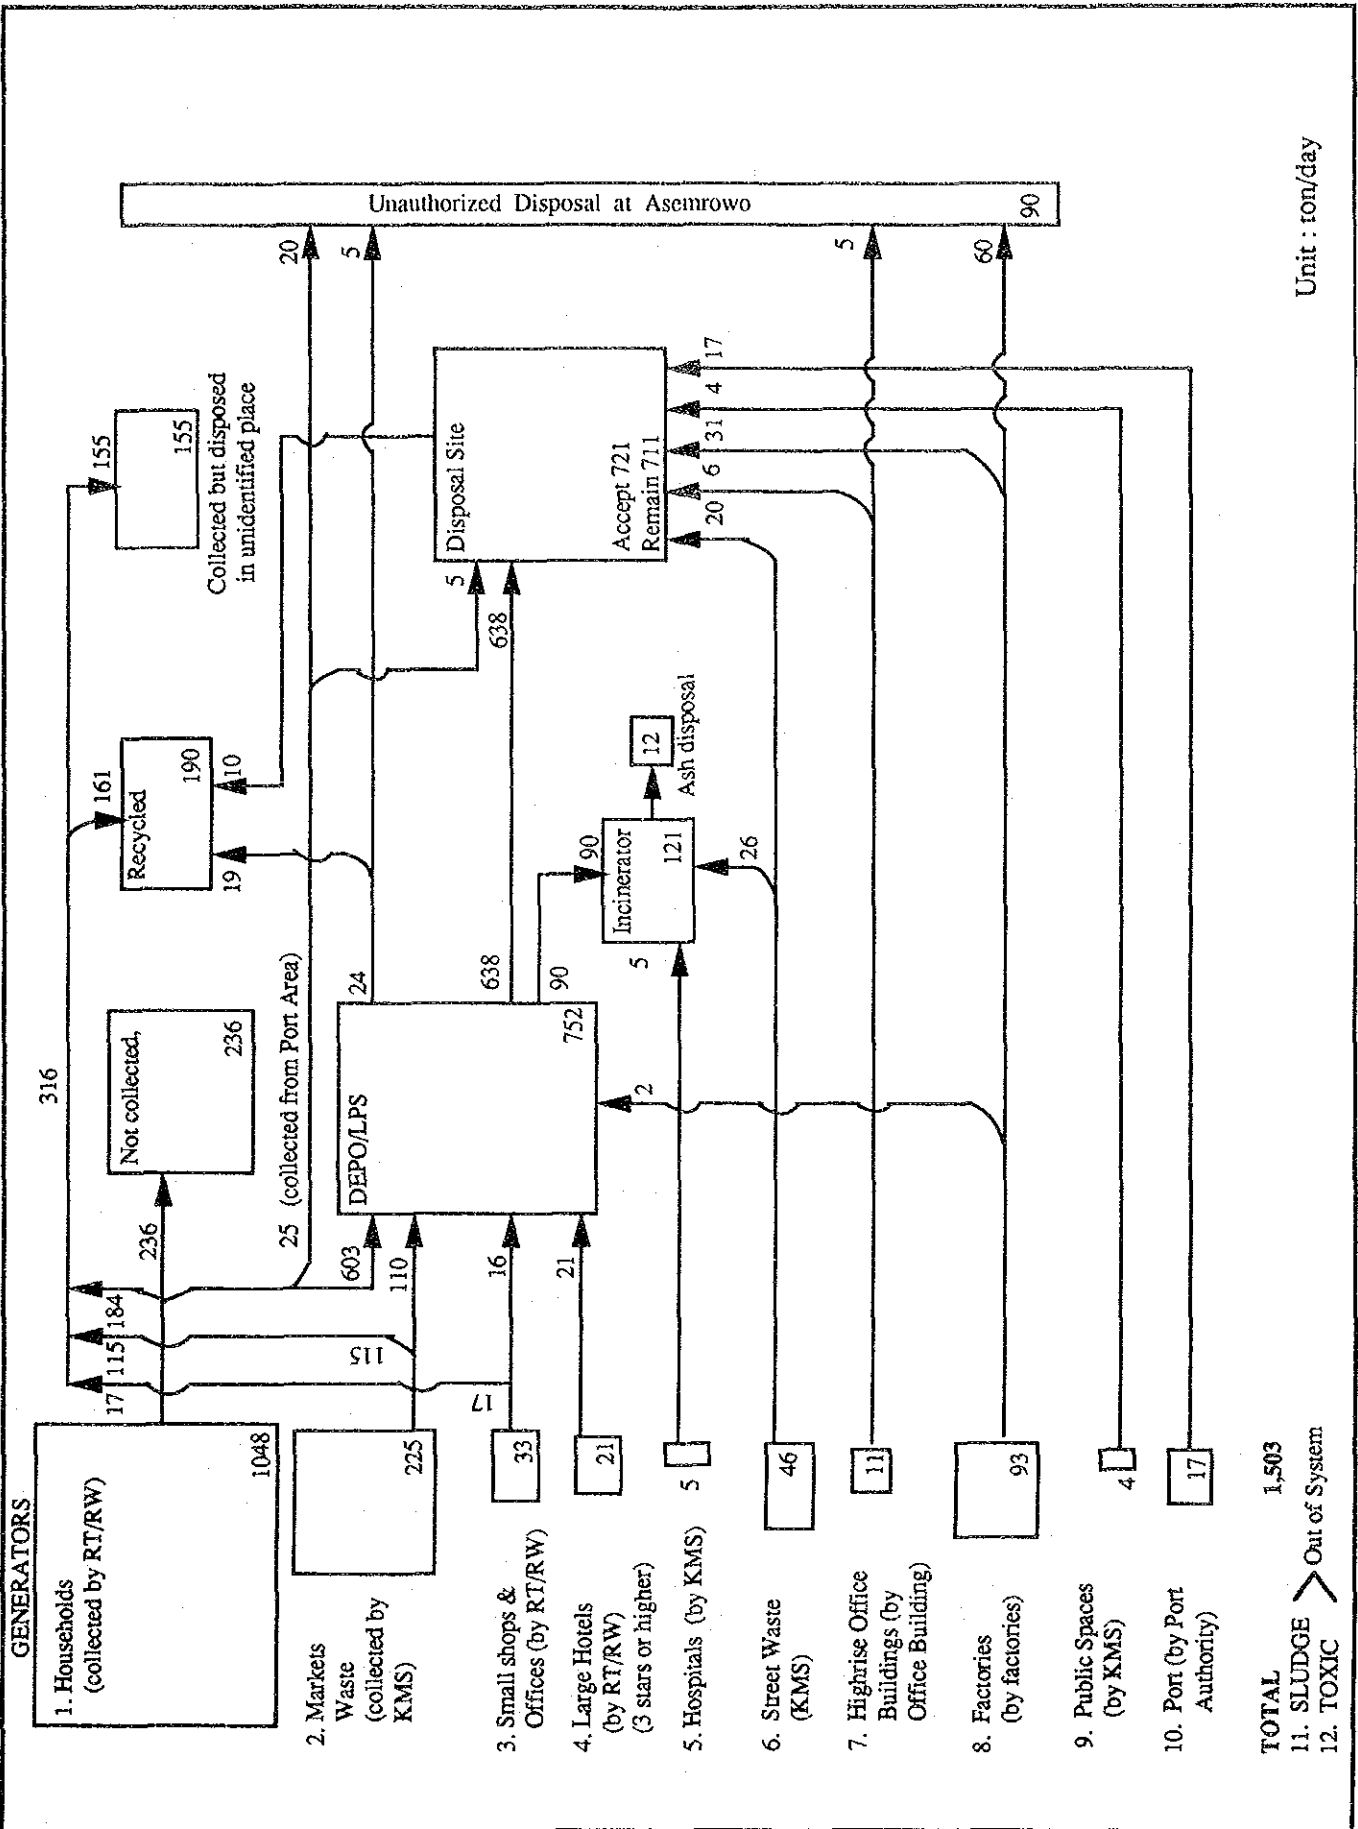 GENERATORS
1. Households
(collected by RT/RW)
1048
2. Markets
Waste
(collected by
KMS)
225
3. Small shops &
Offices (by RT/RW)
33
4. Large Hotels
(by RT/RW)
(3 stars or higher)
21
5. Hospitals (by KMS)
5
6. Street Waste
(KMS)
46
7. Highrise Office
Buildings (by
Office Building)
11
8. Factories
(by factories)
93
9. Public Spaces
(by KMS)
4
10. Port (by Port
Authority)
17
TOTAL 1,503
11. SLUDGE
12. TOXIC
Out of System
17
115
184
316
115
17
236
Not collected,
236
25 (collected from Port Area)
603
110
16
21
DEPO/LPS
752
24
638
90
2
161
Recycled
190
19
10
155
155
Collected but disposed
in unidentified place
90
Incinerator
121
5
26
12
Ash disposal
5
638
Disposal Site
Accept 721
Remain 711
20
6
31
4
17
20
5
5
60
Unauthorized Disposal at Asemrowo
90
Unit : ton/day